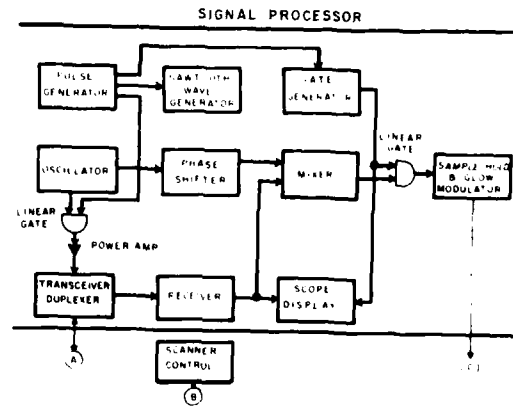 SIGNAL PROCESSOR
PULSE
GENERATOR
SAWTOOTH
WAVE
GENERATOR
GATE
GENERATOR
LINEAR
GATE
OSCILLATOR
PHASE
SHIFTER
MIXER
SAMPLE HOLD
& GLOW
MODULATOR
LINEAR
GATE
POWER AMP
TRANSCEIVER
DUPLEXER
RECEIVER
SCOPE
DISPLAY
A
SCANNER
CONTROL
B